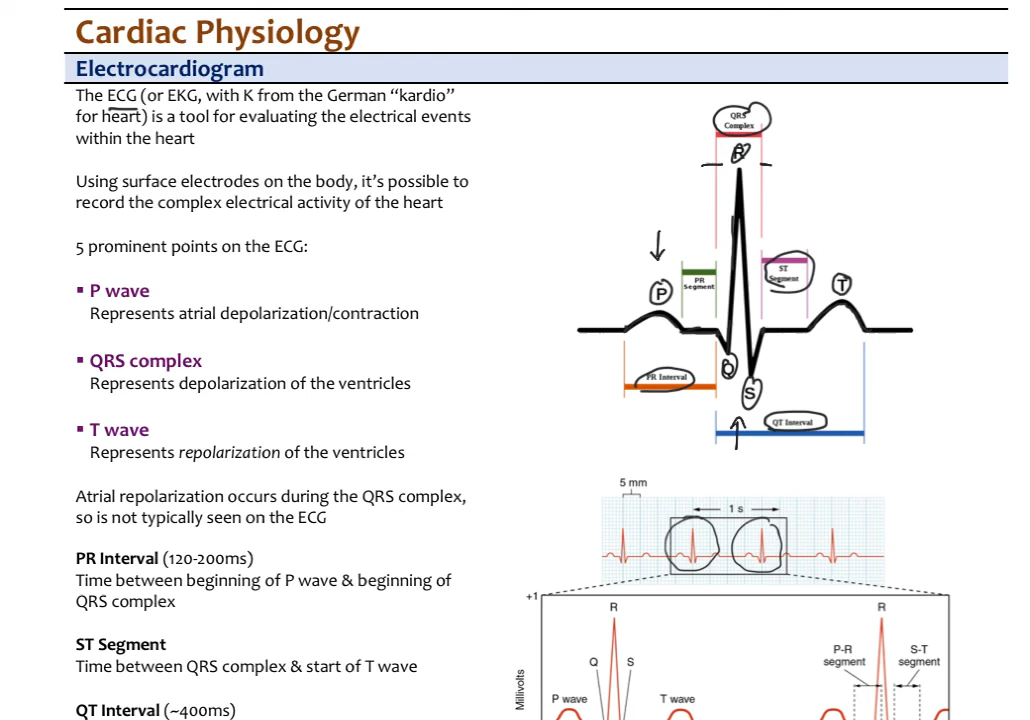 Cardiac Physiology
Electrocardiogram
The ECG (or EKG, with K from the German “kardio”
for heart) is a tool for evaluating the electrical events
within the heart
Using surface electrodes on the body, it’s possible to
record the complex electrical activity of the heart
5 prominent points on the ECG:
▪ P wave
Represents atrial depolarization/contraction
▪ QRS complex
Represents depolarization of the ventricles
▪ T wave
Represents repolarization of the ventricles
Atrial repolarization occurs during the QRS complex,
so is not typically seen on the ECG
PR Interval (120-200ms)
Time between beginning of P wave & beginning of
QRS complex
ST Segment
Time between QRS complex & start of T wave
QT Interval (~400ms)
QRS
Complex
R
P
PR
Segment
ST
Segment
T
Q
PR Interval
S
QT Interval
5 mm
1 s
+1
R
R
P-R
segment
S-T
segment
Q
S
Millivolts
P wave
T wave